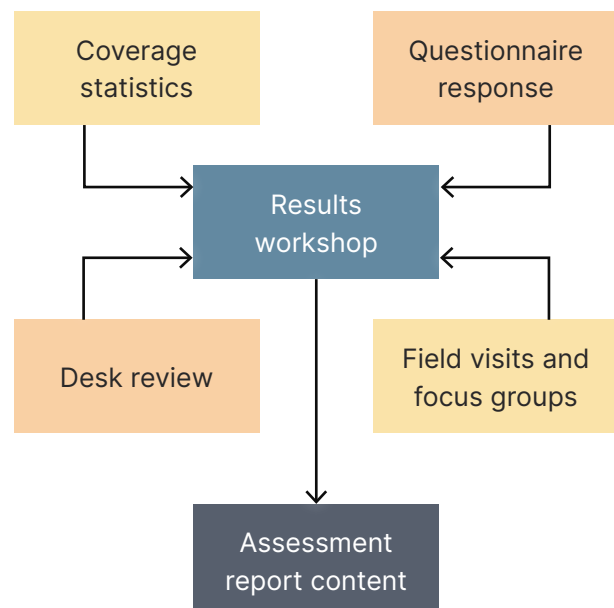 Coverage
statistics
Questionnaire
response
Results
workshop
Desk review
Field visits and
focus groups
Assessment
report content